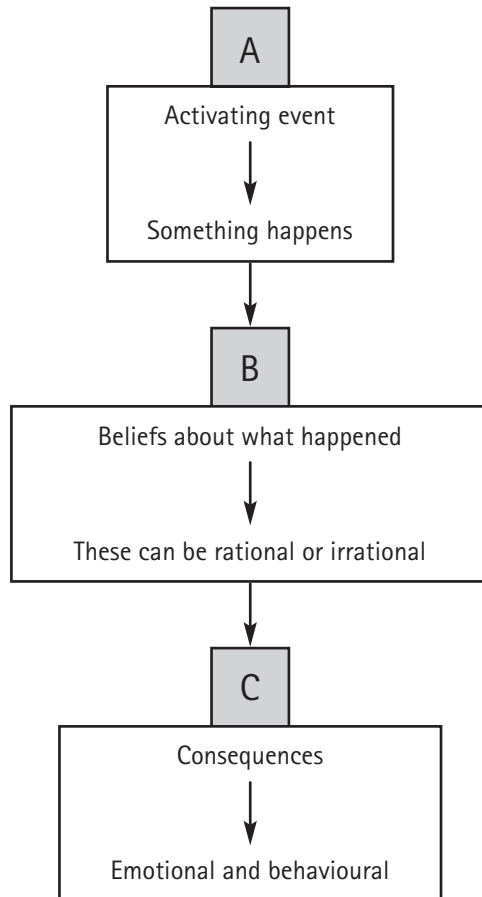 A
Activating event
Something happens
B
Beliefs about what happened
These can be rational or irrational
C
Consequences
Emotional and behavioural